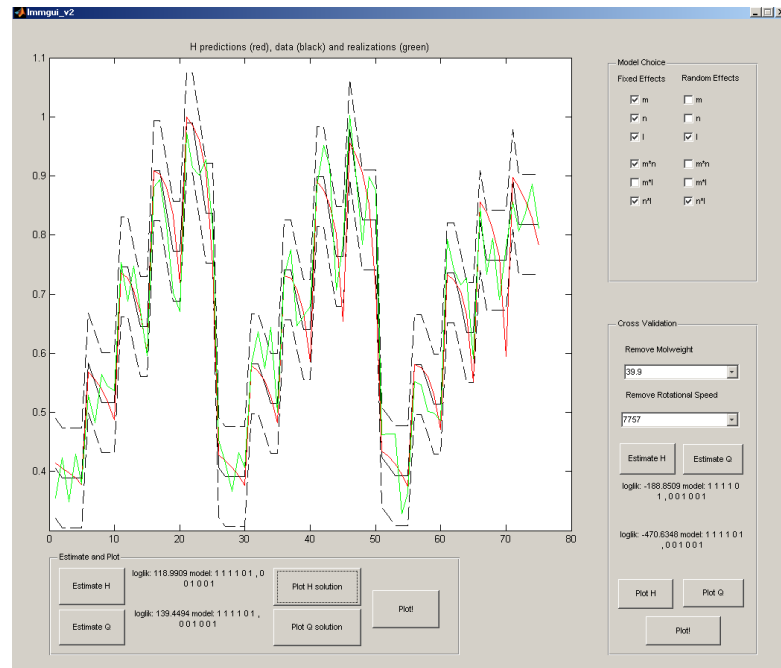 lmmgui_v2
H predictions (red), data (black) and realizations (green)
1.1
1
0.9
0.8
0.7
0.6
0.5
0.4
0 10 20 30 40 50 60 70 80
Model Choice
Fixed Effects Random Effects
m m
n n
l l
m*n m*n
m*l m*l
n*l n*l
Cross Validation
Remove Molweight
39.9
Remove Rotational Speed
7757
Estimate H Estimate Q
loglik: -188.8509 model: 1 1 1 1 0
1 , 0 0 1 0 0 1
loglik: -470.6348 model: 1 1 1 1 0 1
, 0 0 1 0 0 1
Plot H Plot Q
Plot!
Estimate and Plot
Estimate H
loglik: 118.9909 model: 1 1 1 1 0 1 , 0
0 1 0 0 1
Plot H solution
Estimate Q
loglik: 139.4494 model: 1 1 1 1 0 1 ,
0 0 1 0 0 1
Plot Q solution
Plot!